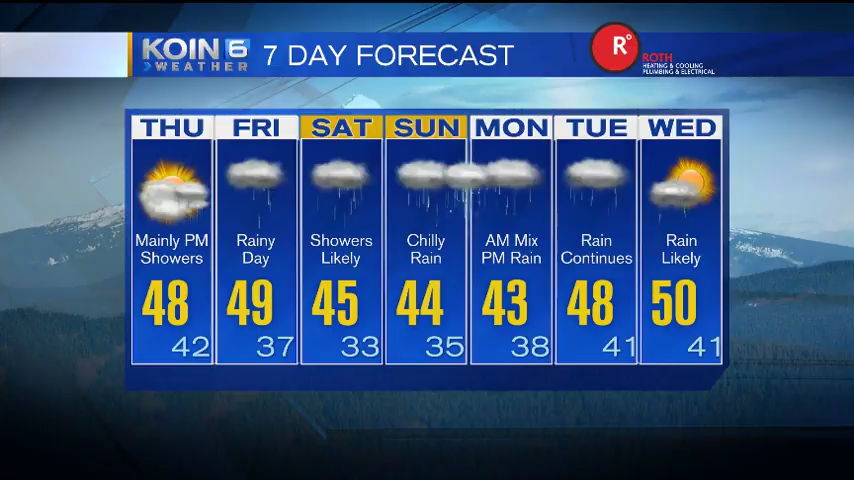 KOIN 6
WEATHER
7 DAY FORECAST
R°
ROTH
HEATING & COOLING
PLUMBING & ELECTRICAL
THU FRI SAT SUN MON TUE WED
Mainly PM
Showers
Rainy
Day
Showers
Likely
Chilly
Rain
AM Mix
PM Rain
Rain
Continues
Rain
Likely
48 49 45 44 43 48 50
42 37 33 35 38 41 41